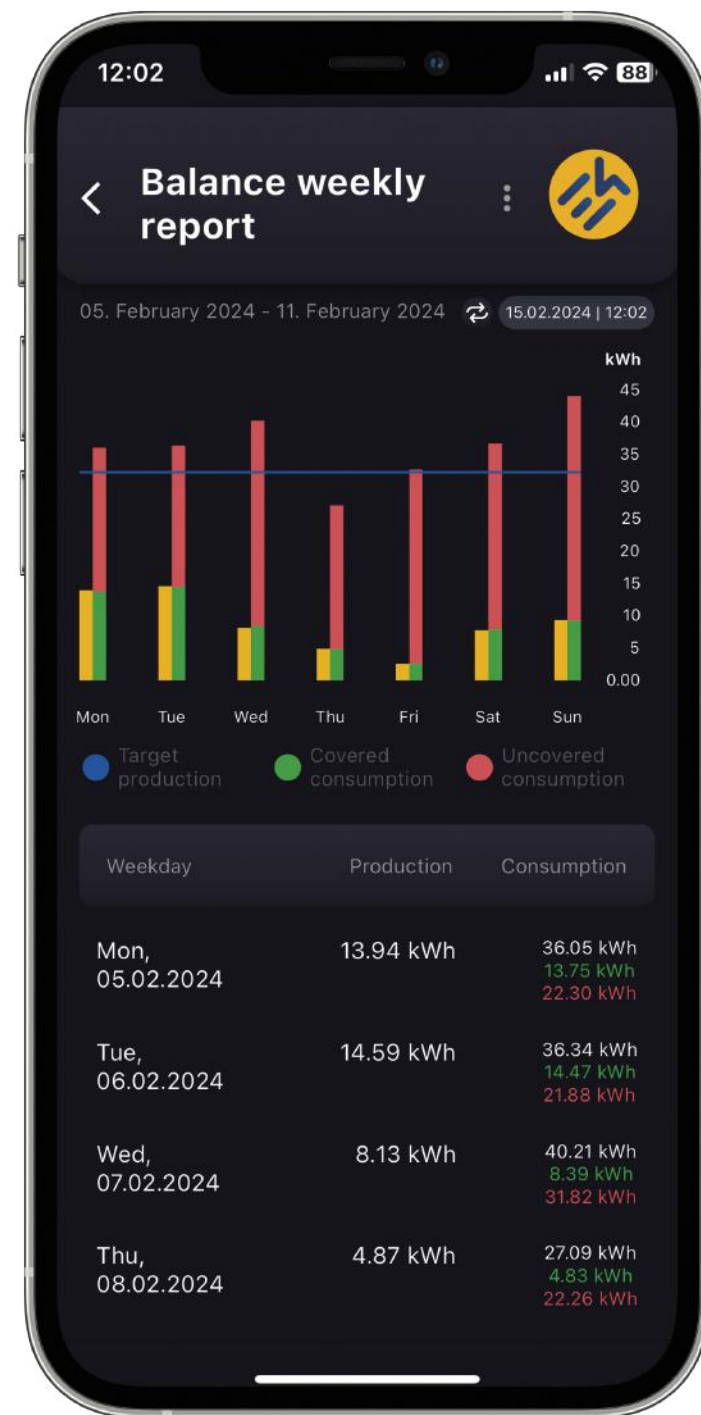 12:02
88
Balance weekly
report
05. February 2024 - 11. February 2024
15.02.2024 | 12:02
kWh
45
40
35
30
25
20
15
10
5
0.00
Mon Tue Wed Thu Fri Sat Sun
Target
production
Covered
consumption
Uncovered
consumption
Weekday Production Consumption
Mon,
05.02.2024
13.94 kWh
36.05 kWh
13.75 kWh
22.30 kWh
Tue,
06.02.2024
14.59 kWh
36.34 kWh
14.47 kWh
21.88 kWh
Wed,
07.02.2024
8.13 kWh
40.21 kWh
8.39 kWh
31.82 kWh
Thu,
08.02.2024
4.87 kWh
27.09 kWh
4.83 kWh
22.26 kWh